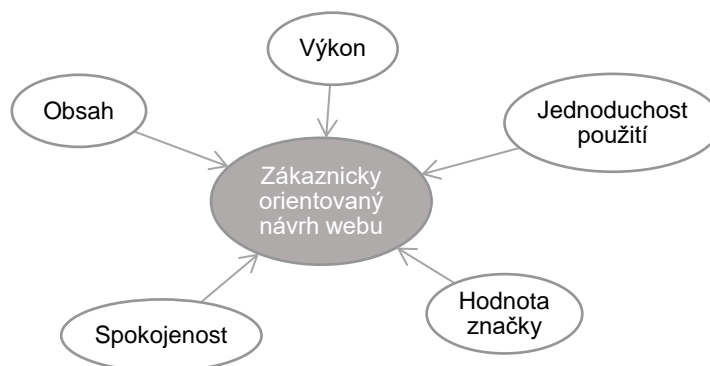 Výkon
Obsah
Jednoduchost
použití
Zákaznicky
orientovaný
návrh webu
Spokojenost
Hodnota
značky